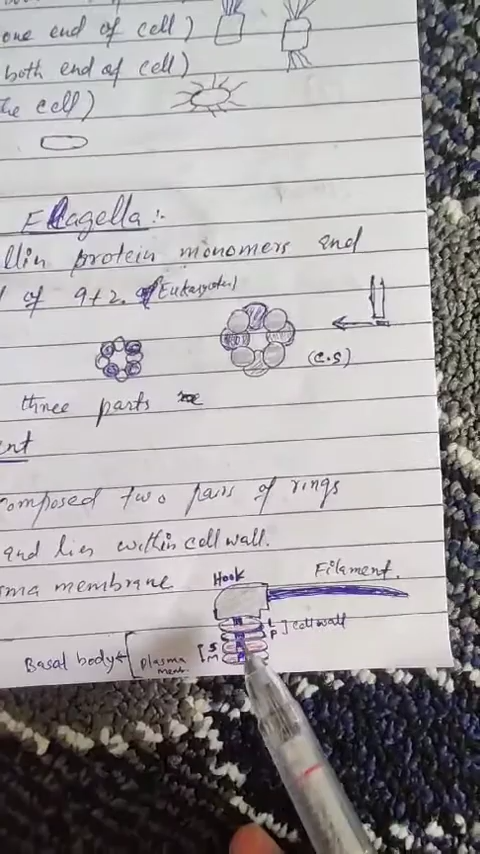 one end of cell)
both end of cell)
the cell)
Flagella :-
llin protein monomers and
of 9+2. (Eukaryotes)
(C.S)
three parts
ent
composed two pairs of rings
and lies within cell wall.
sma membrane
Hook
Filament.
L
P ] cell wall
Basal body
plasma mem.
S
M